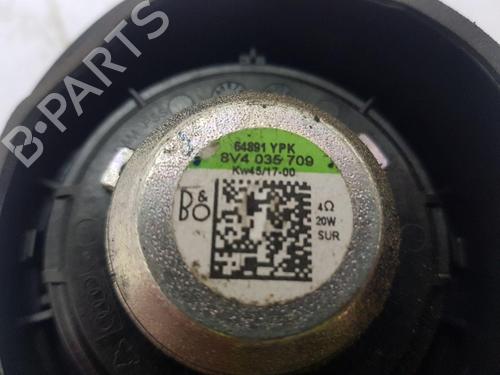 64891 YPK
8V4 035 709
Kw45/17-00
B&O
4Ω
20W
SUR
B-PARTS